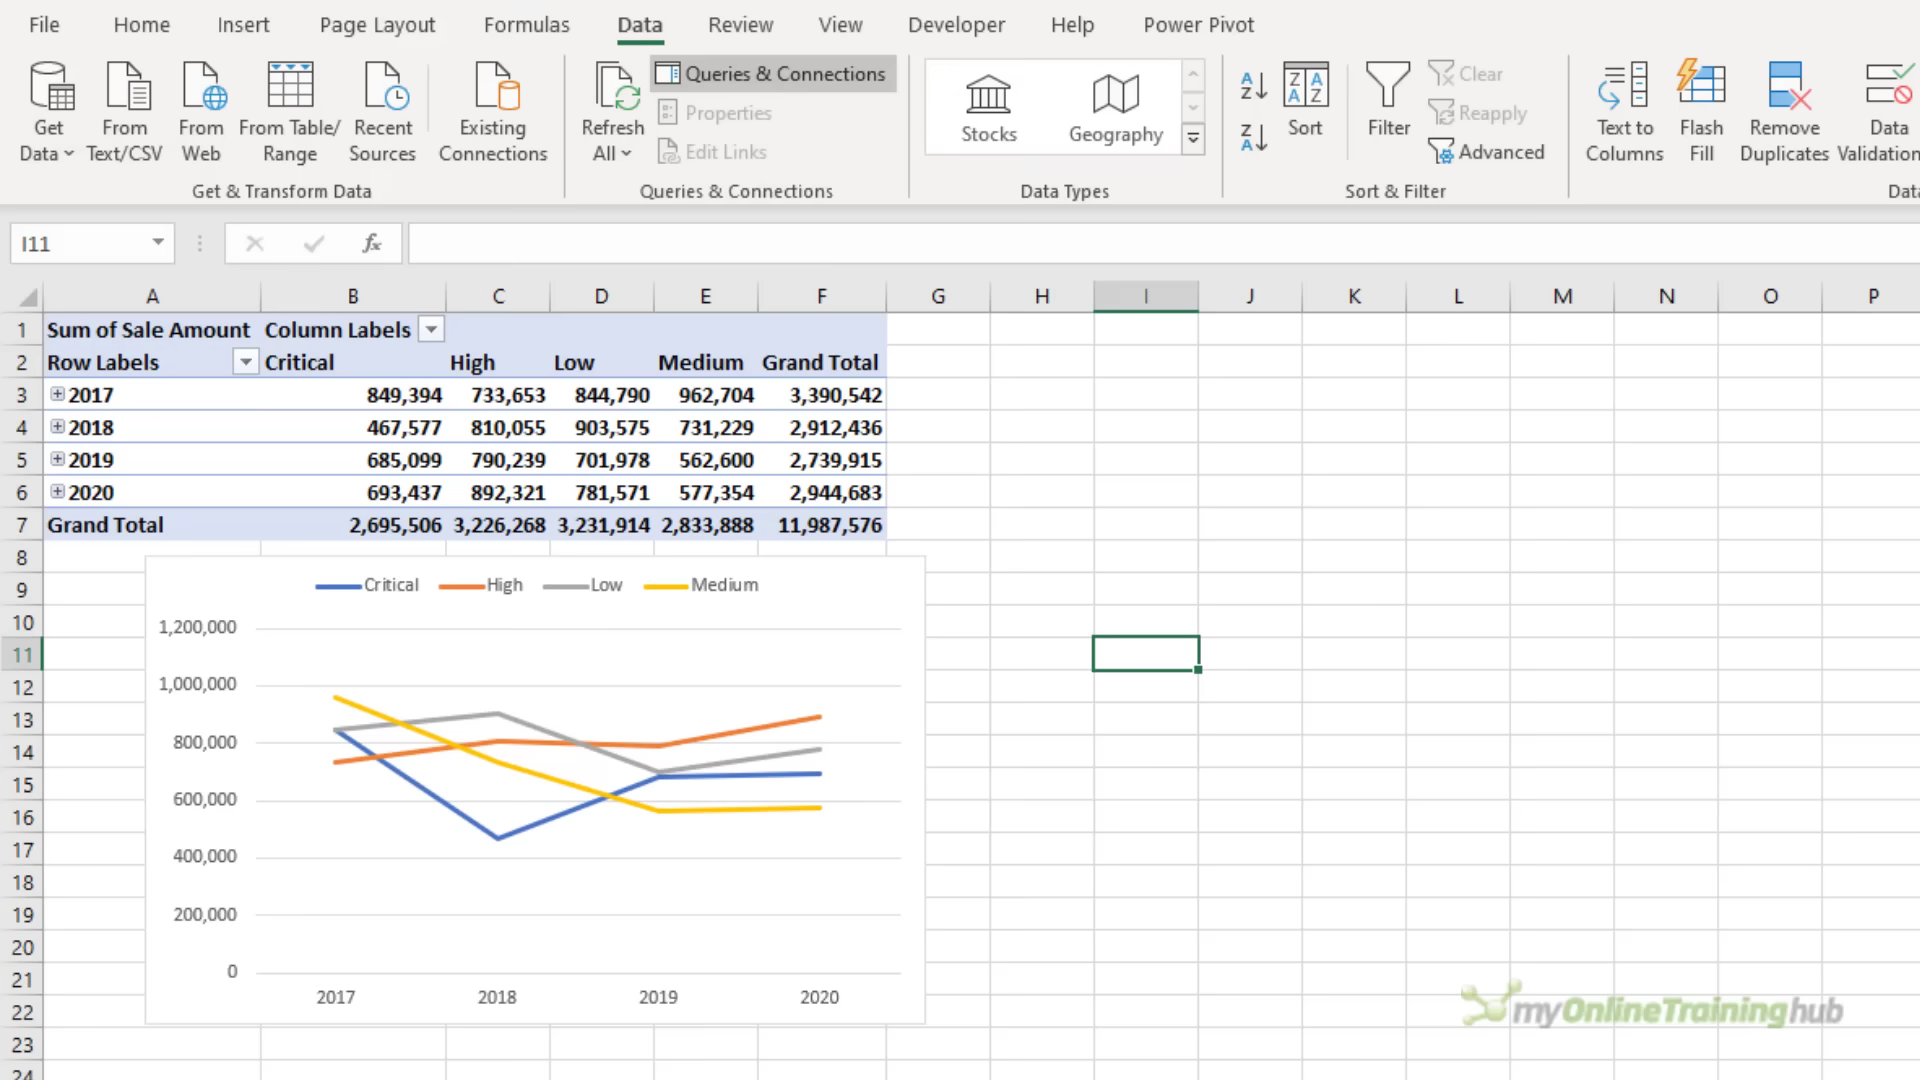 File Home Insert Page Layout Formulas Data Review View Developer Help Power Pivot
Get Data
From Text/CSV
From Web
From Table/ Range
Recent Sources
Existing Connections
Get & Transform Data
Refresh All
Queries & Connections
Properties
Edit Links
Queries & Connections
Stocks
Geography
Data Types
Sort
Filter
Clear
Reapply
Advanced
Sort & Filter
Text to Columns
Flash Fill
Remove Duplicates
Data Validation
I11
fx
A B C D E F G H I J K L M N O P
1 Sum of Sale Amount Column Labels
2 Row Labels Critical High Low Medium Grand Total
3 2017 849,394 733,653 844,790 962,704 3,390,542
4 2018 467,577 810,055 903,575 731,229 2,912,436
5 2019 685,099 790,239 701,978 562,600 2,739,915
6 2020 693,437 892,321 781,571 577,354 2,944,683
7 Grand Total 2,695,506 3,226,268 3,231,914 2,833,888 11,987,576
8
9
10
11
12
13
14
15
16
17
18
19
20
21
22
23
24
Critical High Low Medium
1,200,000
1,000,000
800,000
600,000
400,000
200,000
0
2017 2018 2019 2020
myOnlineTraininghub